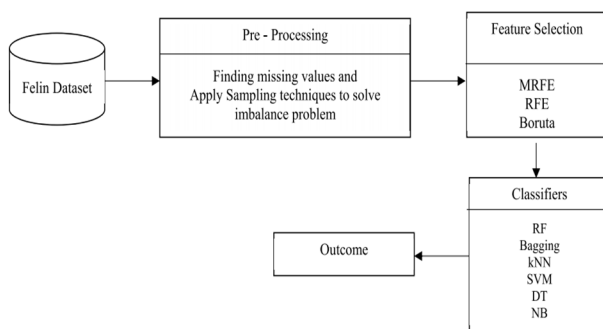 Felin Dataset
Pre - Processing
Finding missing values and
Apply Sampling techniques to solve
imbalance problem
Feature Selection
MRFE
RFE
Boruta
Classifiers
RF
Bagging
kNN
SVM
DT
NB
Outcome